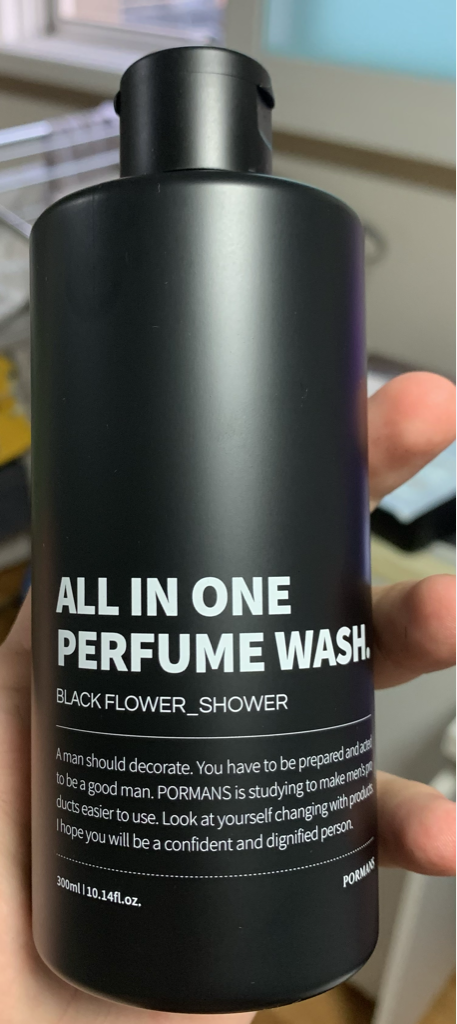 ALL IN ONE
PERFUME WASH.
BLACK FLOWER_SHOWER
A man should decorate. You have to be prepared and acted
to be a good man. PORMANS is studying to make men's pro
ducts easier to use. Look at yourself changing with products.
I hope you will be a confident and dignified person.
300ml | 10.14fl.oz.
PORMANS